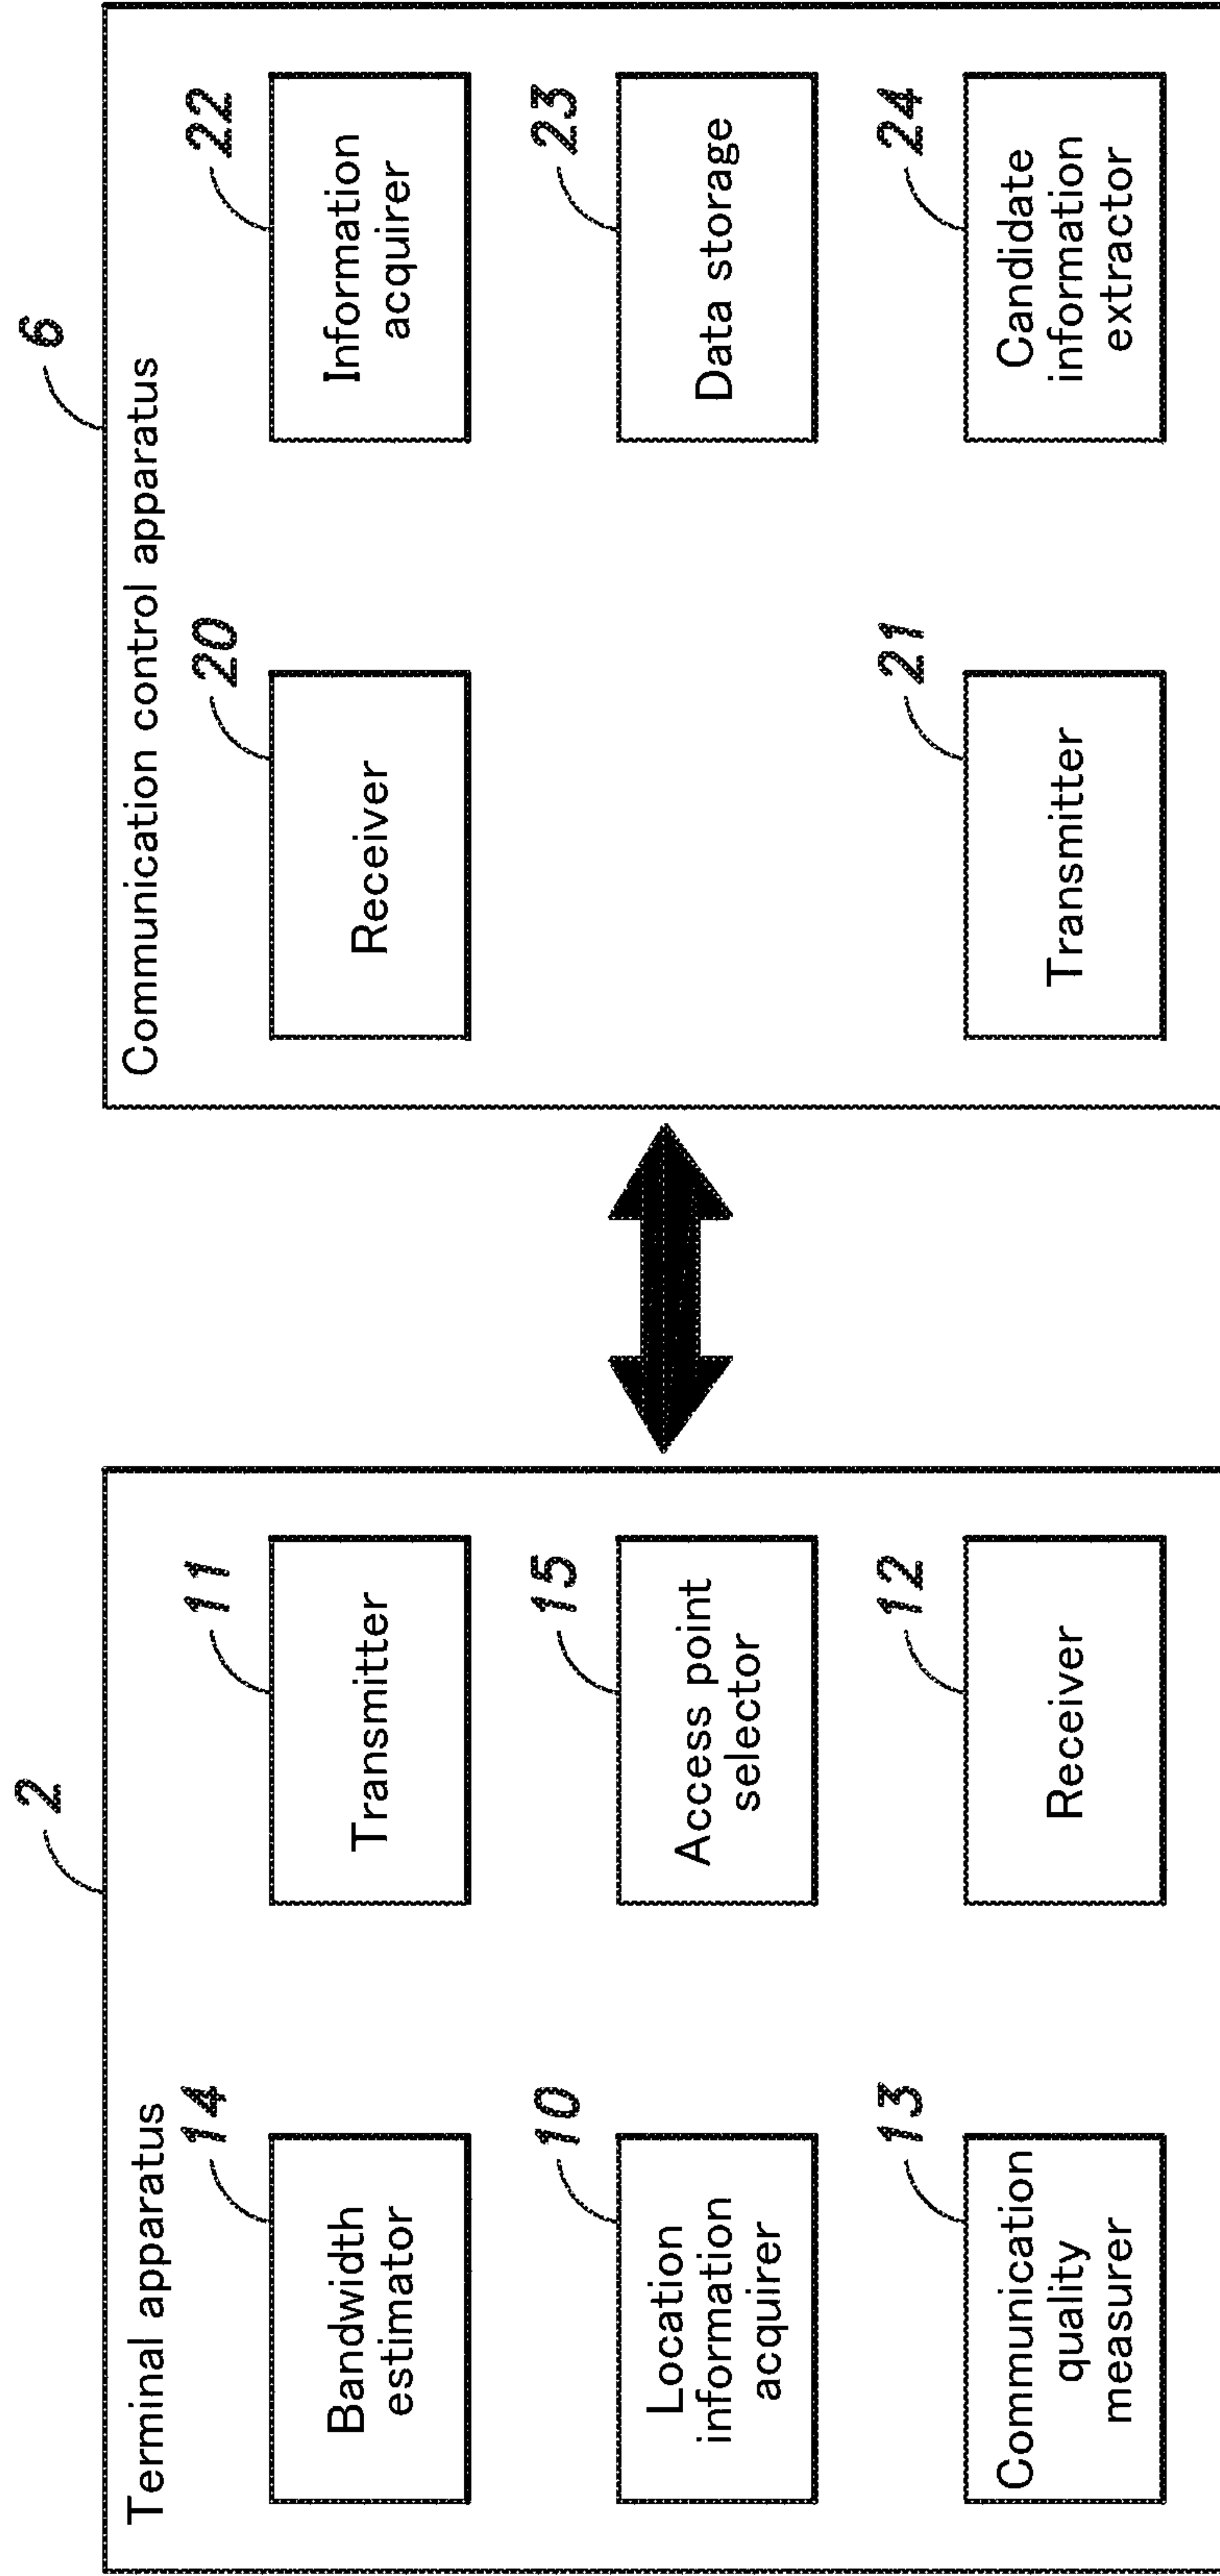 2
Terminal apparatus
14
Bandwidth
estimator
11
Transmitter
10
Location
information
acquirer
15
Access point
selector
13
Communication
quality
measurer
12
Receiver
6
Communication control apparatus
20
Receiver
22
Information
acquirer
23
Data storage
21
Transmitter
24
Candidate
information
extractor